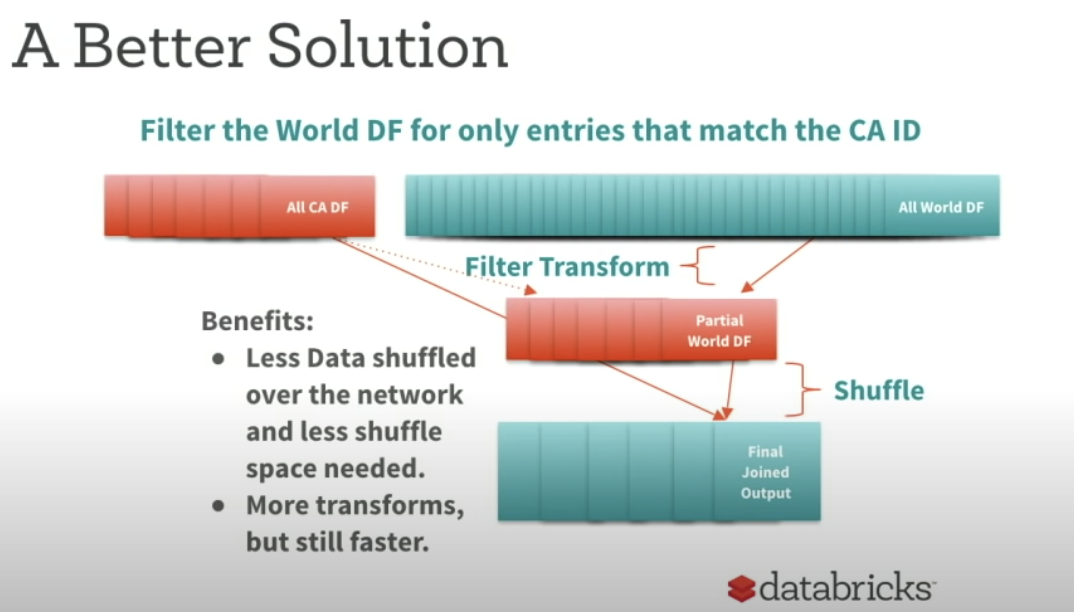 A Better Solution
Filter the World DF for only entries that match the CA ID
All CA DF
All World DF
Filter Transform
Partial
World DF
Benefits:
● Less Data shuffled
over the network
and less shuffle
space needed.
● More transforms,
but still faster.
Shuffle
Final
Joined
Output
databricks™